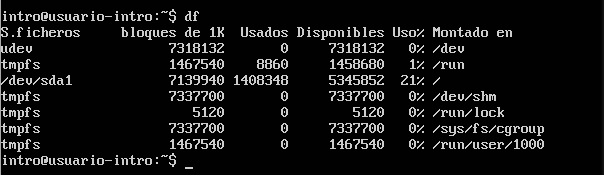 intro@usuario-intro:~$ df
S.ficheros     bloques de 1K  Usados Disponibles Uso% Montado en
udev                 7318132       0     7318132   0% /dev
tmpfs                1467540    8860     1458680   1% /run
/dev/sda1            7139940 1408348     5345852  21% /
tmpfs                7337700       0     7337700   0% /dev/shm
tmpfs                   5120       0        5120   0% /run/lock
tmpfs                7337700       0     7337700   0% /sys/fs/cgroup
tmpfs                1467540       0     1467540   0% /run/user/1000
intro@usuario-intro:~$ _